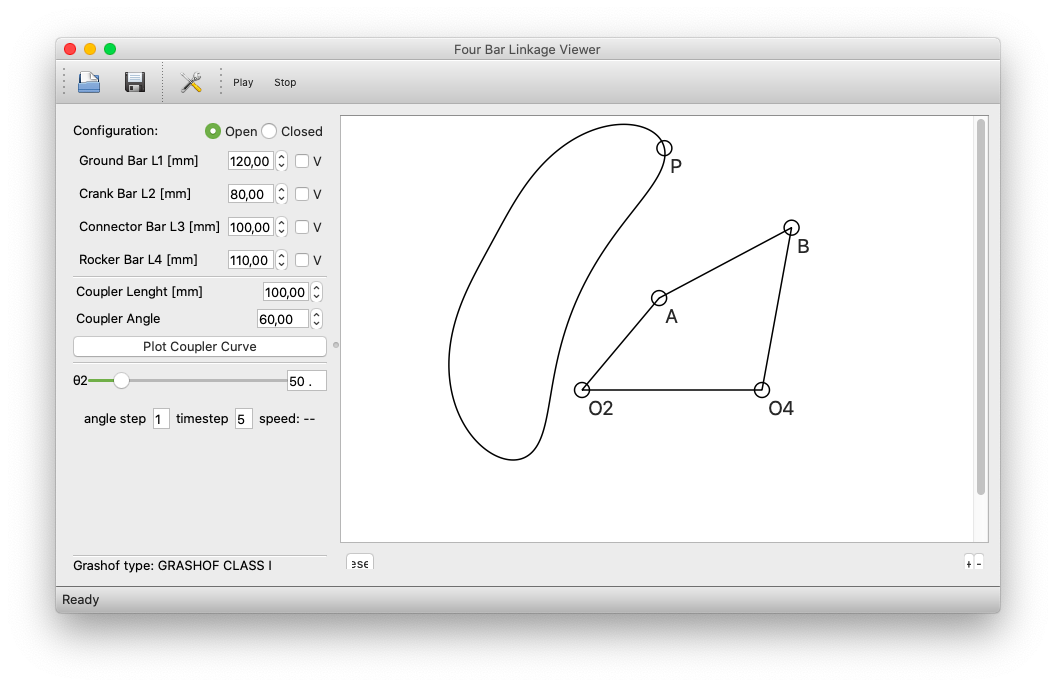 Four Bar Linkage Viewer
Play Stop
Configuration: Open Closed
Ground Bar L1 [mm] 120,00 V
Crank Bar L2 [mm] 80,00 V
Connector Bar L3 [mm] 100,00 V
Rocker Bar L4 [mm] 110,00 V
Coupler Lenght [mm] 100,00
Coupler Angle 60,00
Plot Coupler Curve
θ2 50 .
angle step 1 timestep 5 speed: --
P
B
A
O2 O4
Grashof type: GRASHOF CLASS I
ese + -
Ready